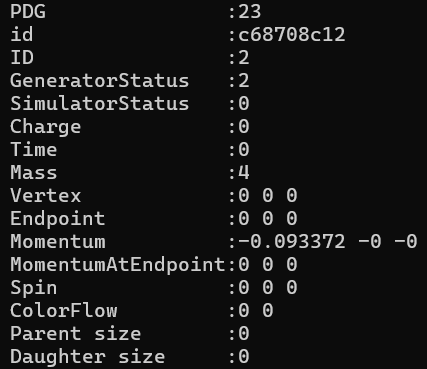 PDG :23
id :c68708c12
ID :2
GeneratorStatus :2
SimulatorStatus :0
Charge :0
Time :0
Mass :4
Vertex :0 0 0
Endpoint :0 0 0
Momentum :-0.093372 -0 -0
MomentumAtEndpoint:0 0 0
Spin :0 0 0
ColorFlow :0 0
Parent size :0
Daughter size :0